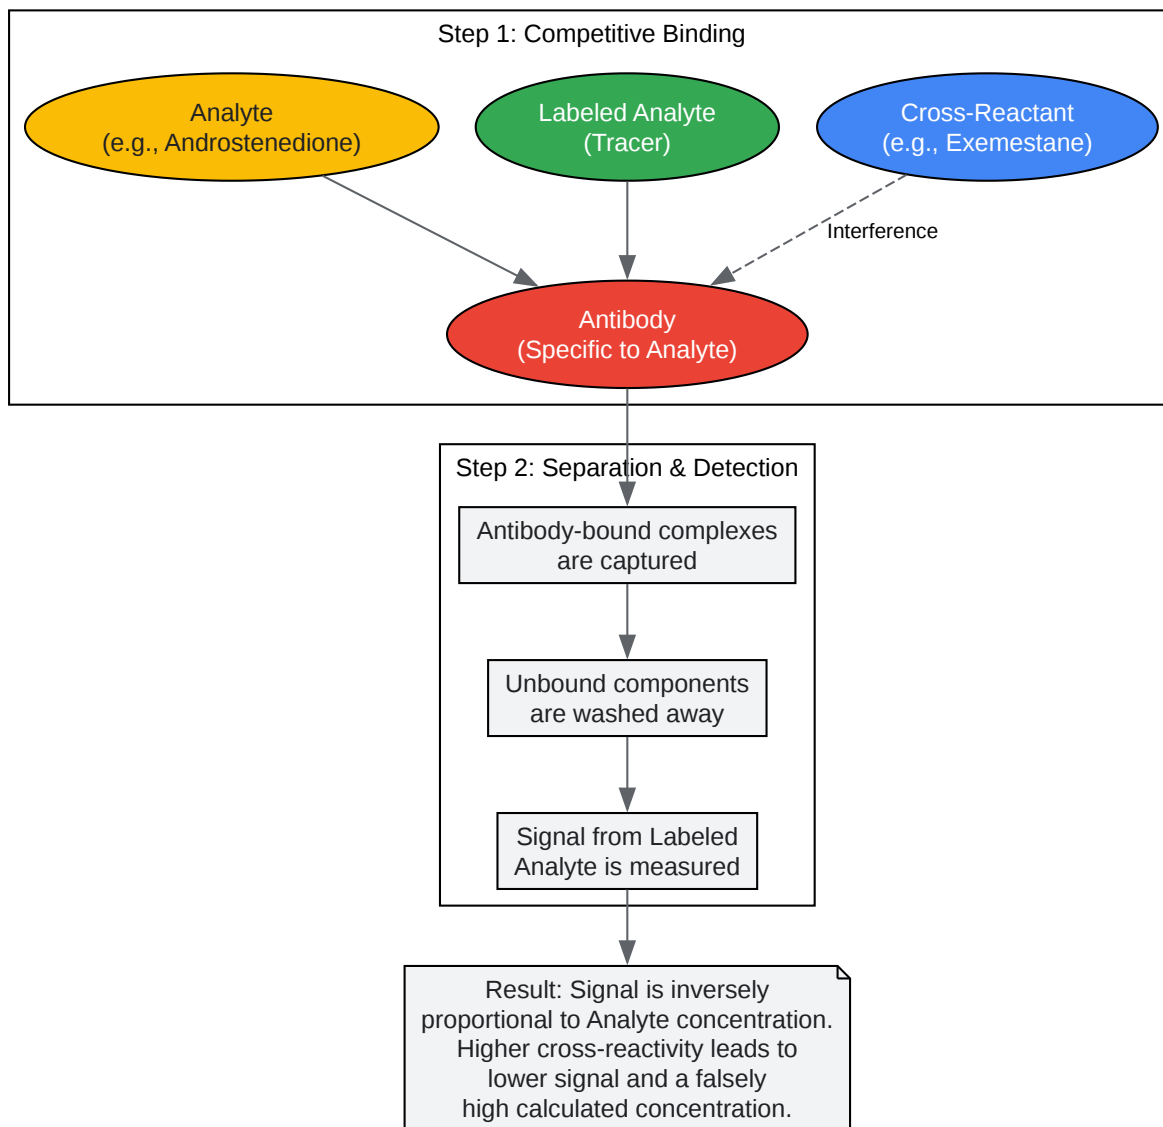 Step 1: Competitive Binding
Analyte
(e.g., Androstenedione)
Labeled Analyte
(Tracer)
Cross-Reactant
(e.g., Exemestane)
Interference
Antibody
(Specific to Analyte)
Step 2: Separation & Detection
Antibody-bound complexes
are captured
Unbound components
are washed away
Signal from Labeled
Analyte is measured
Result: Signal is inversely
proportional to Analyte concentration.
Higher cross-reactivity leads to
lower signal and a falsely
high calculated concentration.